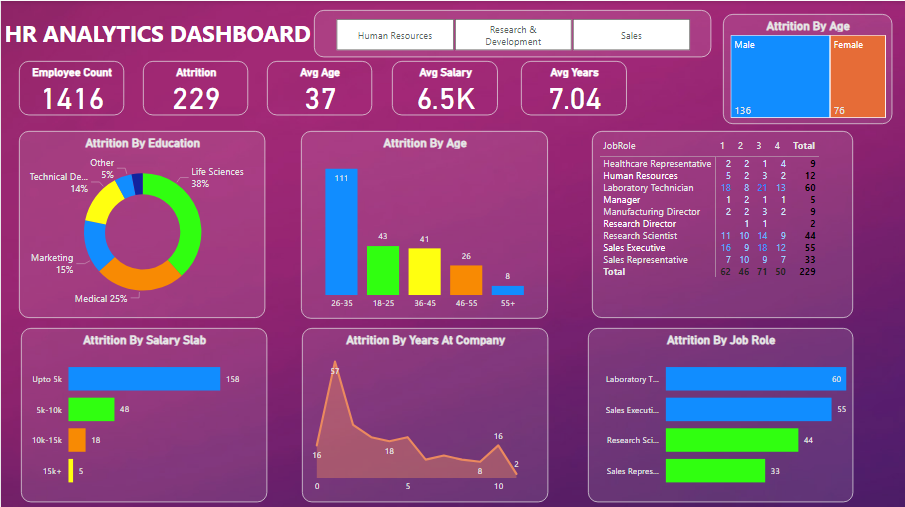 HR ANALYTICS DASHBOARD
Human Resources
Research &
Development
Sales
Employee Count
1416
Attrition
229
Avg Age
37
Avg Salary
6.5K
Avg Years
7.04
Attrition By Age
Male
Female
136
76
Attrition By Education
Other
5%
Life Sciences
38%
Technical De...
14%
Marketing
15%
Medical 25%
Attrition By Age
111
43
41
26
8
26-35 18-25 36-45 46-55 55+
JobRole 1 2 3 4 Total
Healthcare Representative 2 2 1 4 9
Human Resources 5 2 3 2 12
Laboratory Technician 18 8 21 13 60
Manager 1 2 1 1 5
Manufacturing Director 2 2 3 2 9
Research Director 1 1 2
Research Scientist 11 10 14 9 44
Sales Executive 16 9 18 12 55
Sales Representative 7 10 9 7 33
Total 62 46 71 50 229
Attrition By Salary Slab
Upto 5k 158
5k-10k 48
10k-15k 18
15k+ 5
Attrition By Years At Company
57
16
18
8
16
2
0 5 10
Attrition By Job Role
Laboratory T... 60
Sales Executi... 55
Research Sci... 44
Sales Repres... 33